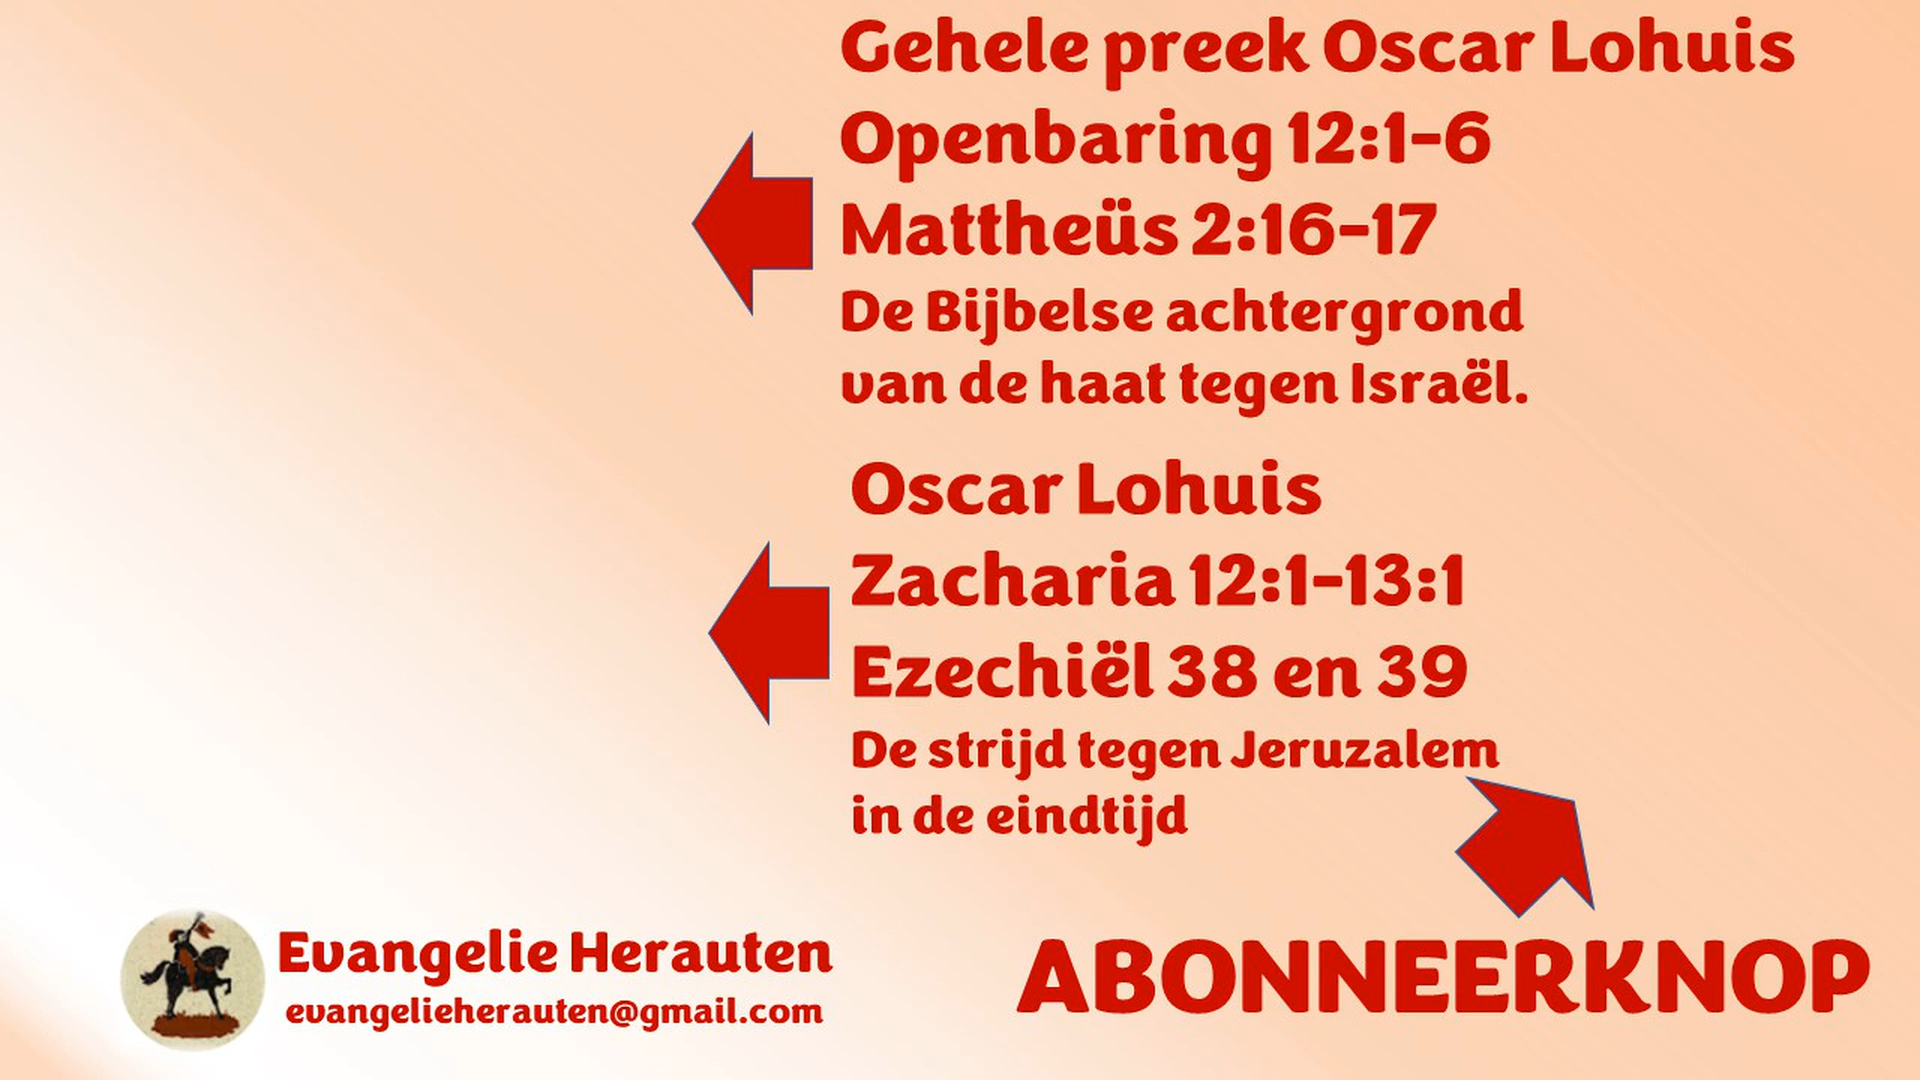 Gehele preek Oscar Lohuis
Openbaring 12:1-6
Mattheüs 2:16-17
De Bijbelse achtergrond
van de haat tegen Israël.
Oscar Lohuis
Zacharia 12:1-13:1
Ezechiël 38 en 39
De strijd tegen Jeruzalem
in de eindtijd
Evangelie Herauten
evangelieherauten@gmail.com
ABONNEERKNOP